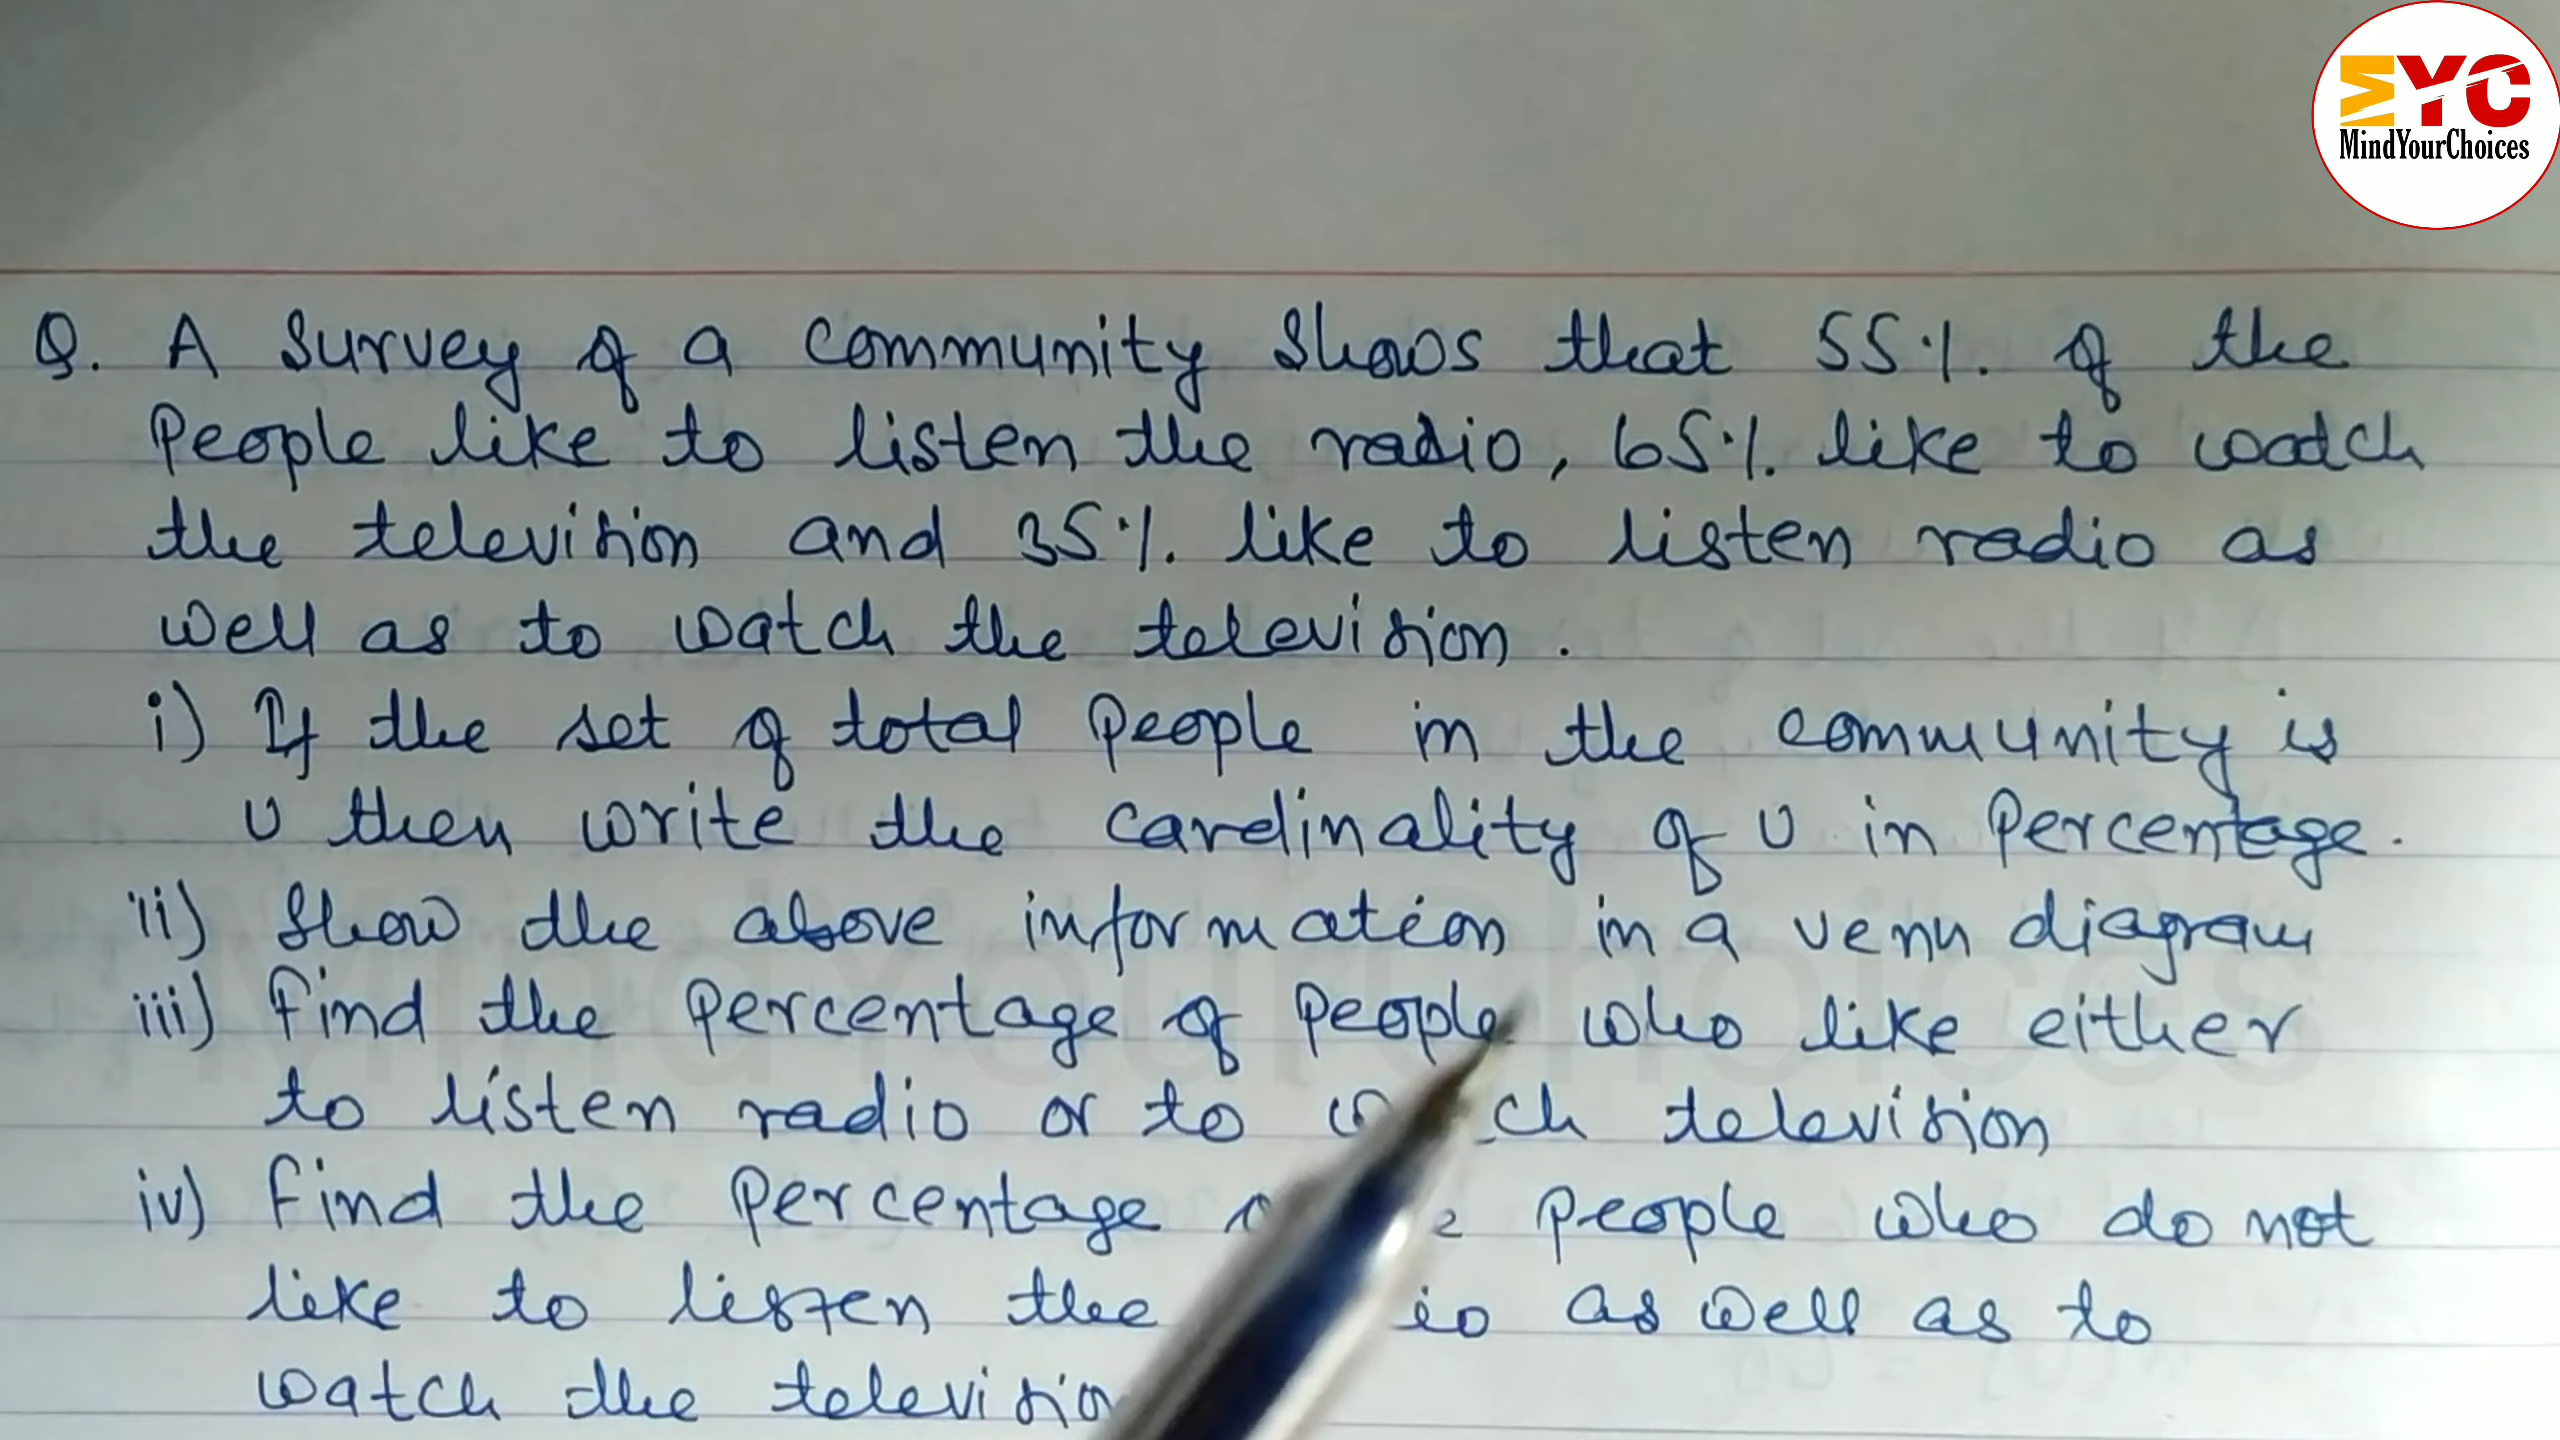 MYC
MindYourChoices
Q. A survey of a community shows that 55%. of the
people like to listen the radio, 65%. like to watch
the television and 35%. like to listen radio as
well as to watch the television.
i) If the set of total people in the community is
U then write the cardinality of U in percentage.
ii) Show the above information in a venn diagram
iii) Find the percentage of people who like either
to listen radio or to television
iv) Find the percentage people who do not
like to listen the as well as to
watch the
MindYourChoices